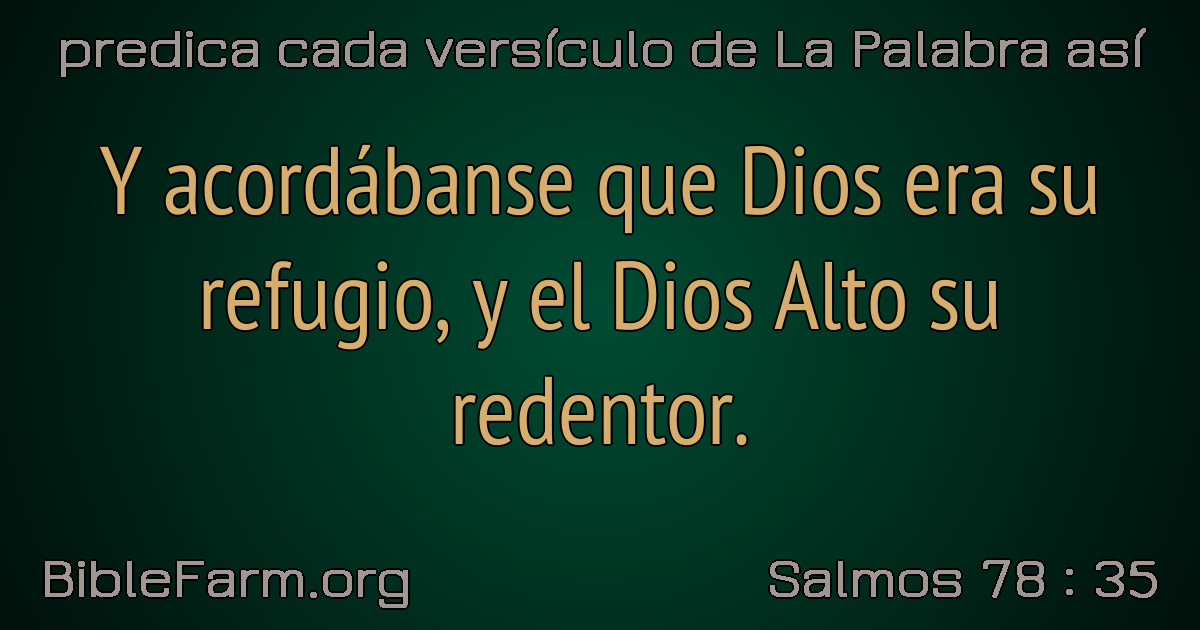 predica cada versículo de La Palabra así
Y acordábanse que Dios era su
refugio, y el Dios Alto su
redentor.
BibleFarm.org
Salmos 78 : 35